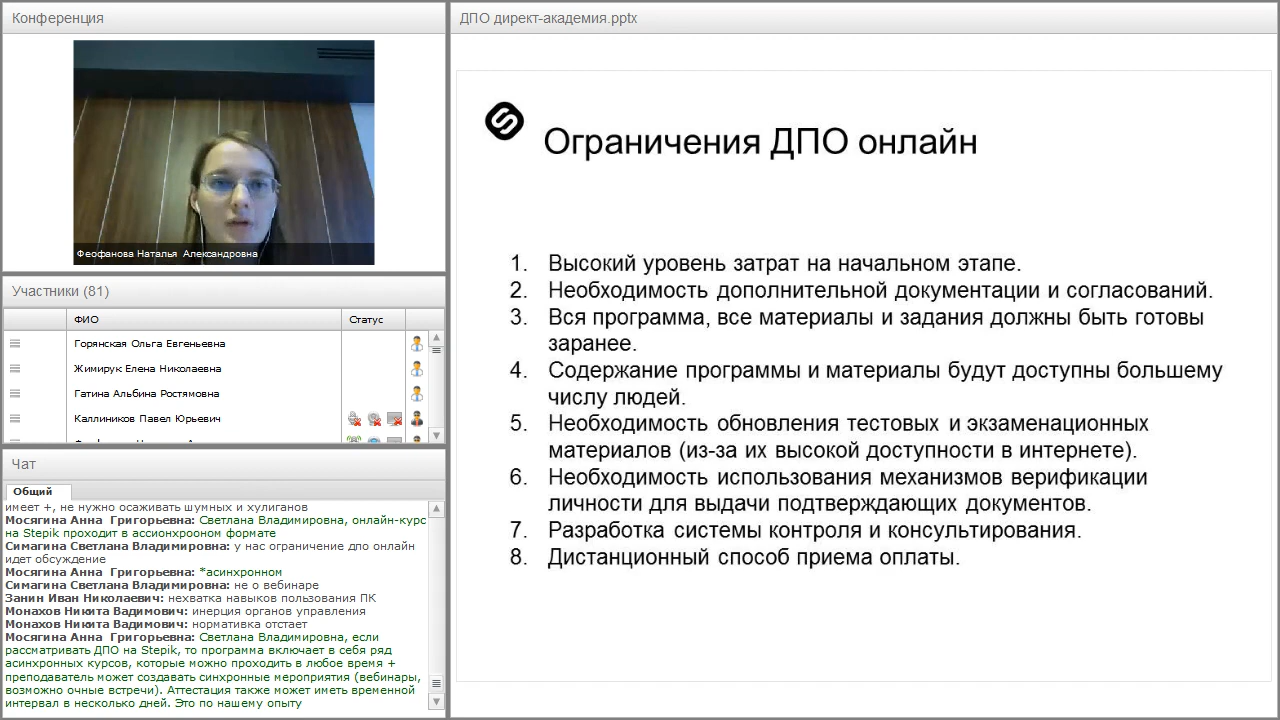 Конференция
Феофанова Наталья Александровна
Участники (81)
ФИО
Статус
Горянская Ольга Евгеньевна
Жимирук Елена Николаевна
Гатина Альбина Ростямовна
Каллиников Павел Юрьевич
Чат
Общий
имеет +, не нужно осаживать шумных и хулиганов
Мосягина Анна Григорьевна: Светлана Владимировна, онлайн-курс
на Stepik проходит в ассионхрооном формате
Симагина Светлана Владимировна: у нас ограничение дпо онлайн
идет обсуждение
Мосягина Анна Григорьевна: *асинхронном
Симагина Светлана Владимировна: не о вебинаре
Занин Иван Николаевич: нехватка навыков пользования ПК
Монахов Никита Вадимович: инерция органов управления
Монахов Никита Вадимович: нормативка отстает
Мосягина Анна Григорьевна: Светлана Владимировна, если
рассматривать ДПО на Stepik, то программа включает в себя ряд
асинхронных курсов, которые можно проходить в любое время +
преподаватель может создавать синхронные мероприятия (вебинары,
возможно очные встречи). Аттестация также может иметь временной
интервал в несколько дней. Это по нашему опыту
ДПО директ-академия.pptx
Ограничения ДПО онлайн
1. Высокий уровень затрат на начальном этапе.
2. Необходимость дополнительной документации и согласований.
3. Вся программа, все материалы и задания должны быть готовы
заранее.
4. Содержание программы и материалы будут доступны большему
числу людей.
5. Необходимость обновления тестовых и экзаменационных
материалов (из-за их высокой доступности в интернете).
6. Необходимость использования механизмов верификации
личности для выдачи подтверждающих документов.
7. Разработка системы контроля и консультирования.
8. Дистанционный способ приема оплаты.